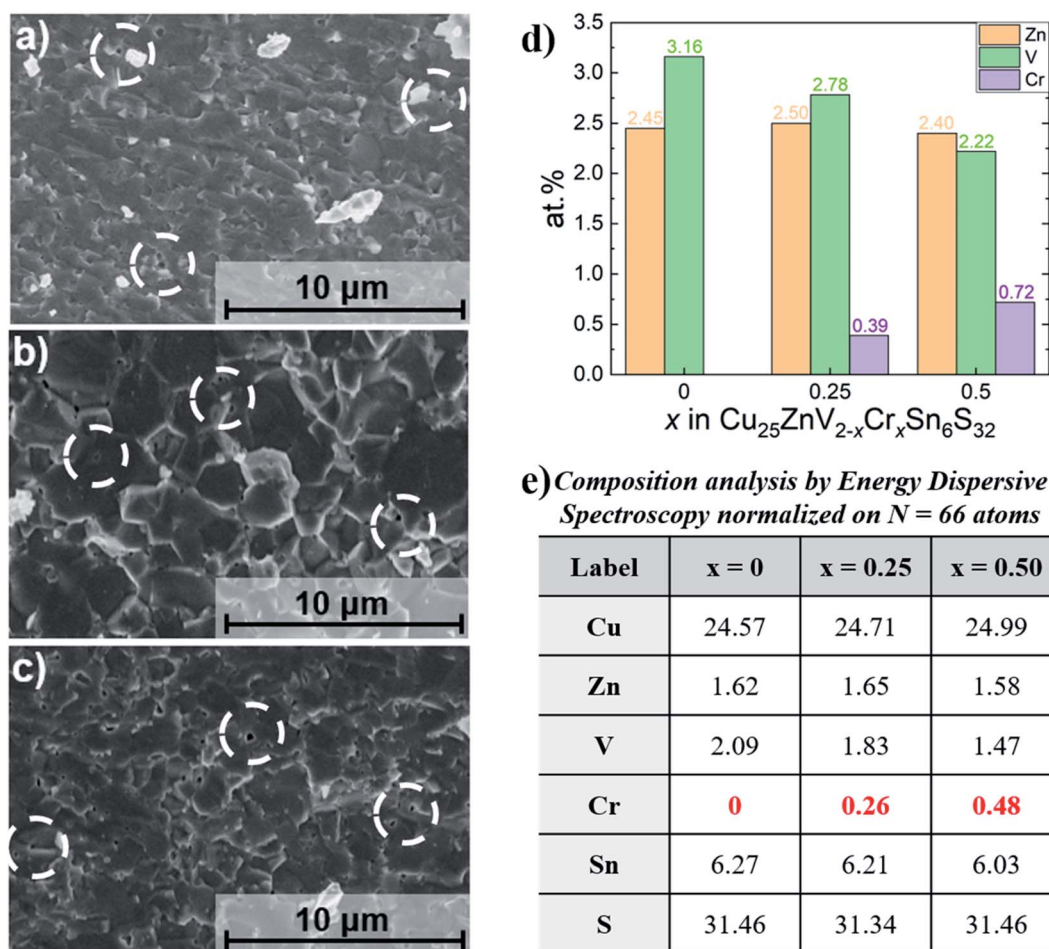 a)
10 µm
b)
10 µm
c)
10 µm
d)
Zn
V
Cr
at.%
3.5
3.0
2.5
2.0
1.5
1.0
0.5
0.0
2.45
3.16
2.50
2.78
0.39
2.40
2.22
0.72
0 0.25 0.5
x in Cu25ZnV2-xCrxSn6S32
e) Composition analysis by Energy Dispersive
Spectroscopy normalized on N = 66 atoms
Label x = 0 x = 0.25 x = 0.50
Cu 24.57 24.71 24.99
Zn 1.62 1.65 1.58
V 2.09 1.83 1.47
Cr 0 0.26 0.48
Sn 6.27 6.21 6.03
S 31.46 31.34 31.46